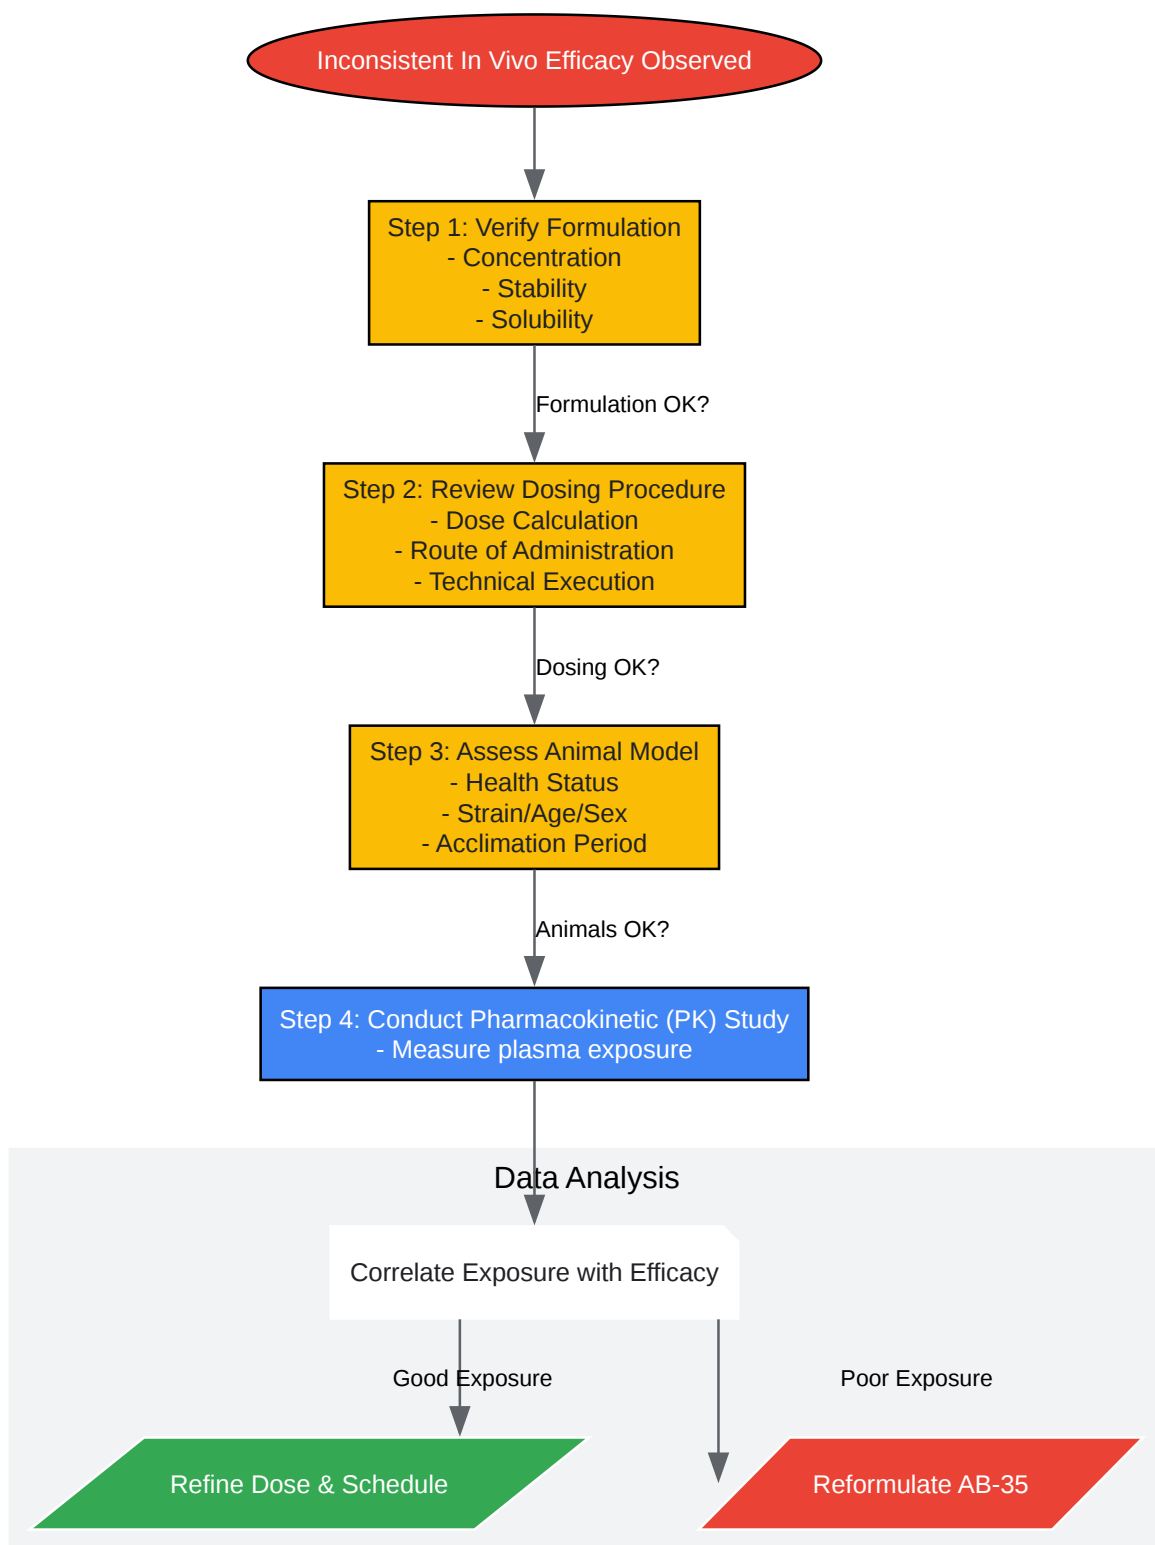 Inconsistent In Vivo Efficacy Observed
Step 1: Verify Formulation
- Concentration
- Stability
- Solubility
Formulation OK?
Step 2: Review Dosing Procedure
- Dose Calculation
- Route of Administration
- Technical Execution
Dosing OK?
Step 3: Assess Animal Model
- Health Status
- Strain/Age/Sex
- Acclimation Period
Animals OK?
Step 4: Conduct Pharmacokinetic (PK) Study
- Measure plasma exposure
Data Analysis
Correlate Exposure with Efficacy
Good Exposure
Poor Exposure
Refine Dose & Schedule
Reformulate AB-35